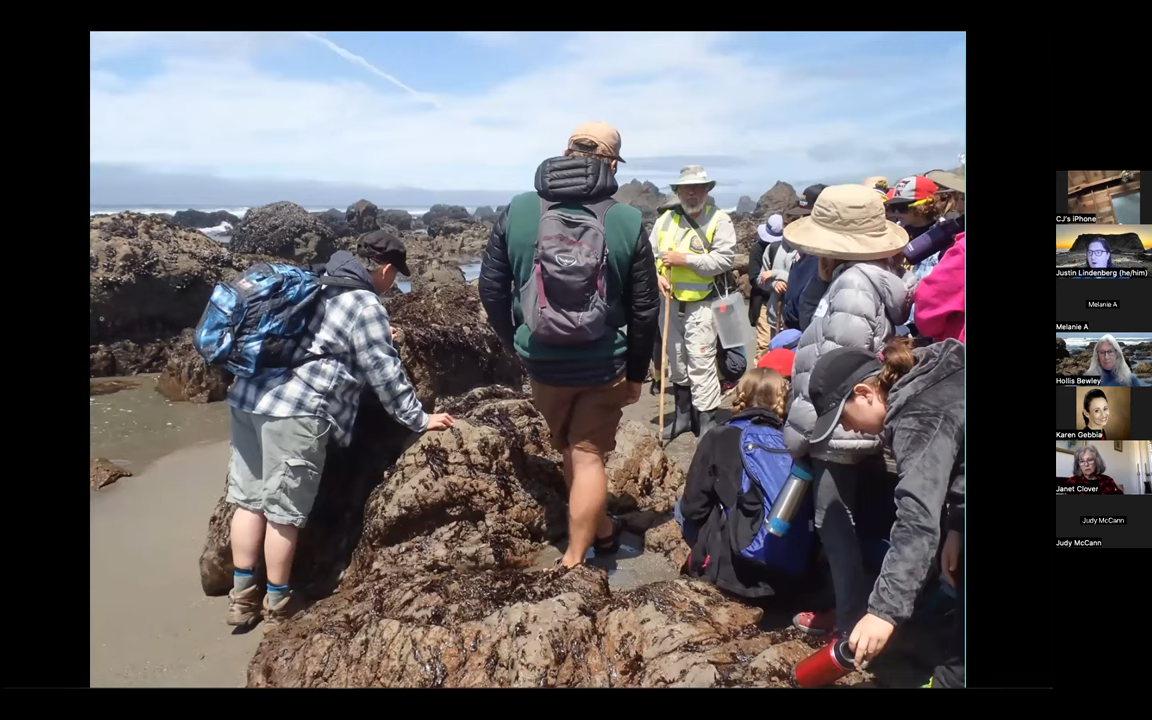 CJ's iPhone
Justin Lindenberg (he/him)
Melanie A
Melanie A
Hollis Bewley
Karen Gebbia
Janet Clover
Judy McCann
Judy McCann